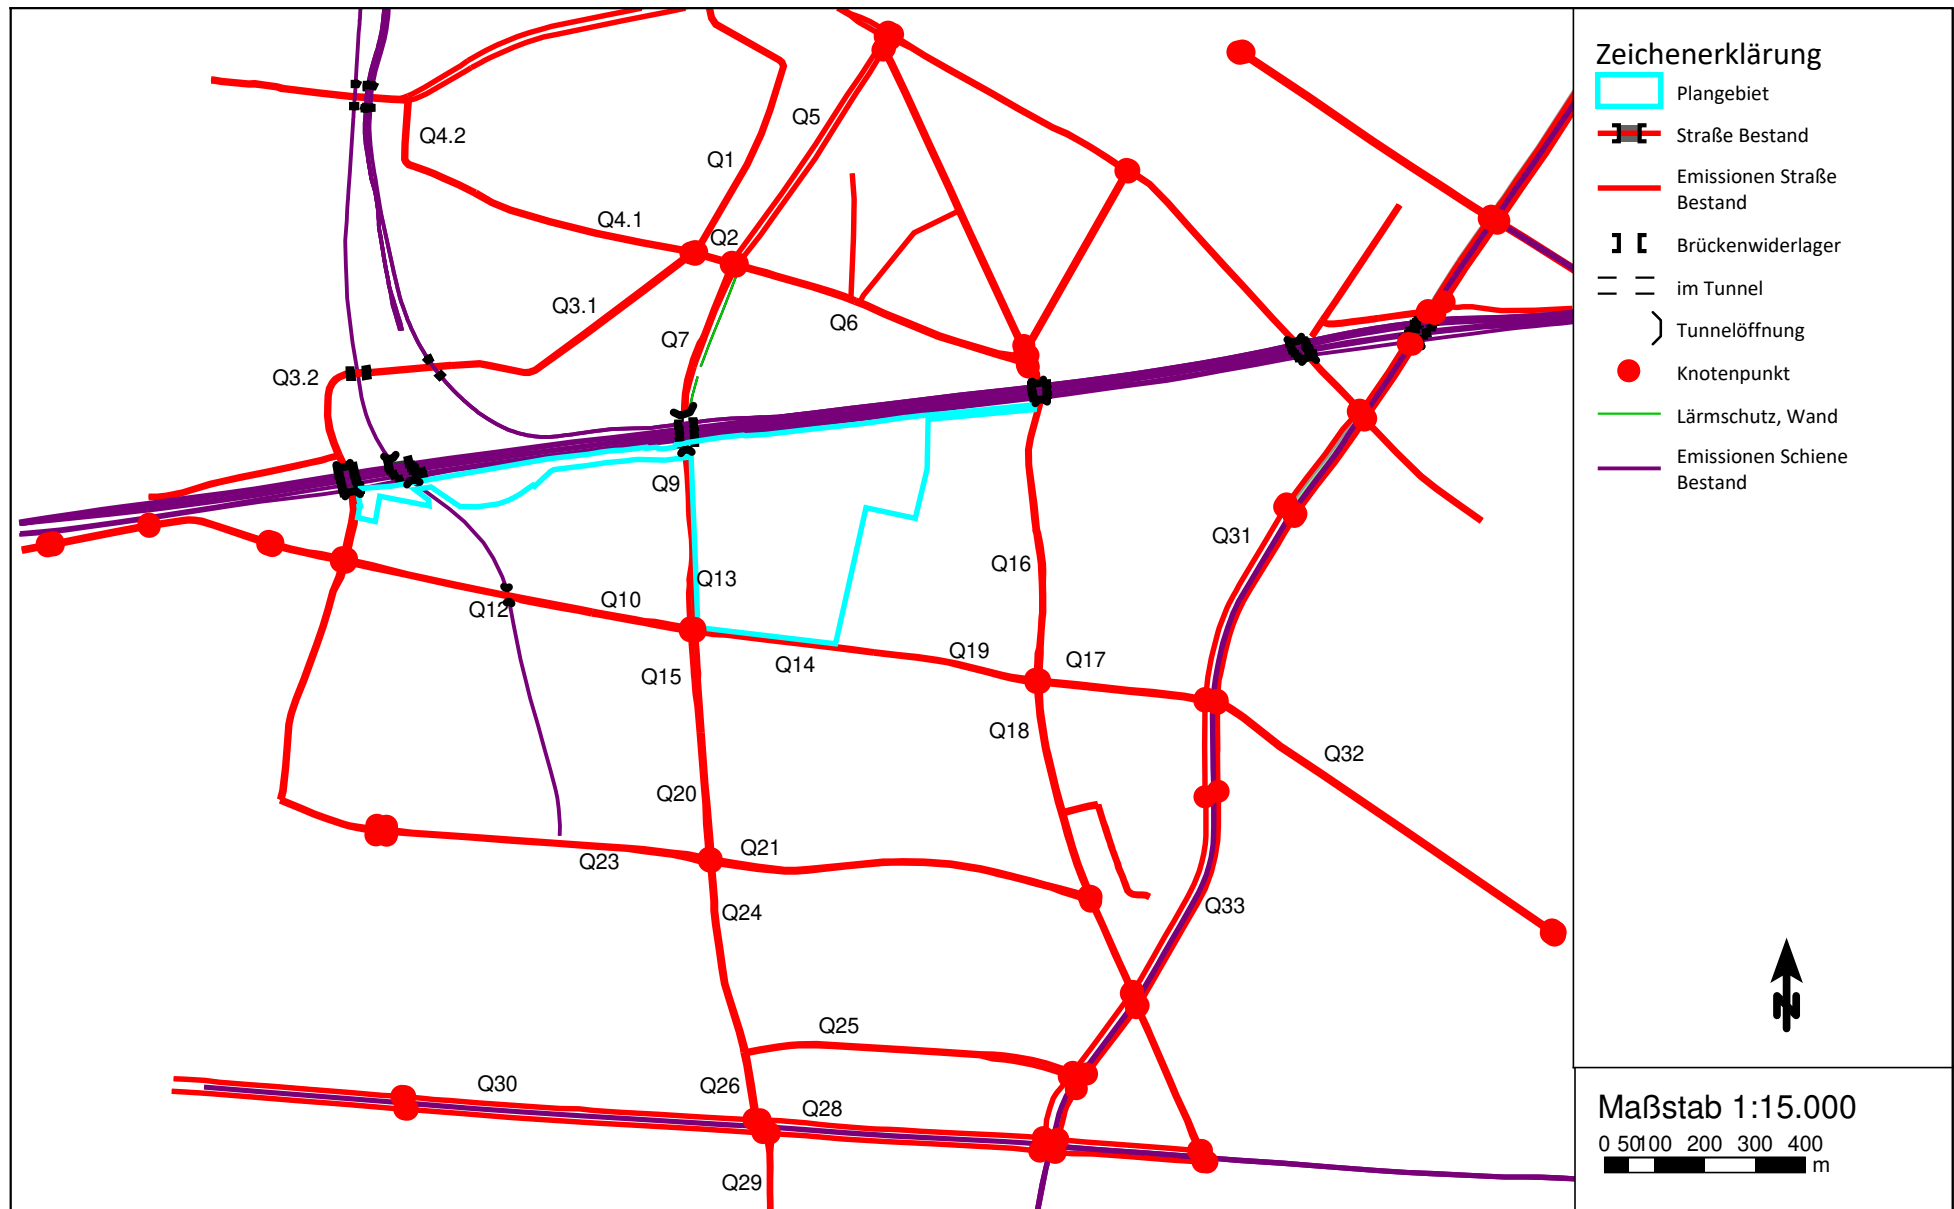 Q4.2
Q5
Q1
Q4.1
Q2
Q3.1
Q6
Q7
Q3.2
Q9
Q31
Q16
Q13
Q10
Q12
Q19
Q17
Q14
Q15
Q18
Q32
Q20
Q21
Q23
Q33
Q24
Q25
Q30
Q26
Q28
Q29
Zeichenerklärung
Plangebiet
Straße Bestand
Emissionen Straße
Bestand
Brückenwiderlager
im Tunnel
Tunnelöffnung
Knotenpunkt
Lärmschutz, Wand
Emissionen Schiene
Bestand
N
Maßstab 1:15.000
0 50100 200 300 400
m